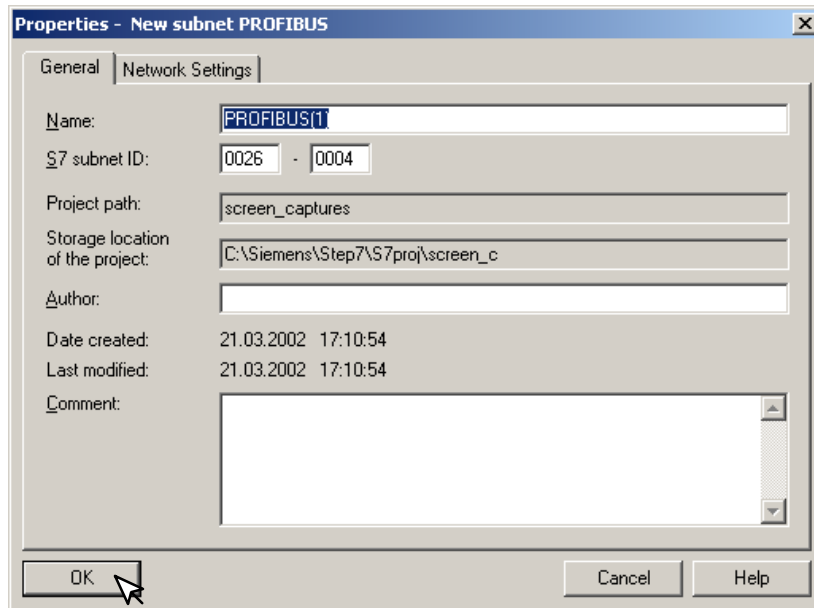 Properties - New subnet PROFIBUS
General Network Settings
Name: PROFIBUS(1)
S7 subnet ID: 0026 - 0004
Project path: screen_captures
Storage location
of the project: C:\Siemens\Step7\S7proj\screen_c
Author:
Date created: 21.03.2002 17:10:54
Last modified: 21.03.2002 17:10:54
Comment:
OK Cancel Help